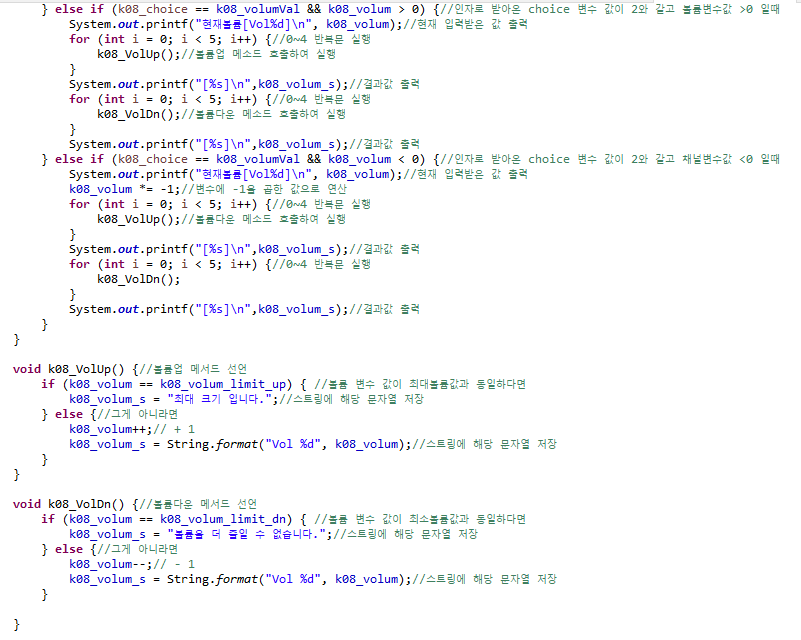 } else if (k08_choice == k08_volumVal && k08_volum > 0) {//인자로 받아온 choice 변수 값이 2와 같고 볼륨변수값 >0 일때
System.out.printf("현재볼륨[Vol%d]\n", k08_volum);//현재 입력받은 값 출력
for (int i = 0; i < 5; i++) {//0~4 반복문 실행
k08_VolUp();//볼륨업 메소드 호출하여 실행
}
System.out.printf("[%s]\n",k08_volum_s);//결과값 출력
for (int i = 0; i < 5; i++) {//0~4 반복문 실행
k08_VolDn();//볼륨다운 메소드 호출하여 실행
}
System.out.printf("[%s]\n",k08_volum_s);//결과값 출력
} else if (k08_choice == k08_volumVal && k08_volum < 0) {//인자로 받아온 choice 변수 값이 2와 같고 채널변수값 <0 일때
System.out.printf("현재볼륨[Vol%d]\n", k08_volum);//현재 입력받은 값 출력
k08_volum *= -1;//변수에 -1을 곱한 값으로 연산
for (int i = 0; i < 5; i++) {//0~4 반복문 실행
k08_VolUp();//볼륨다운 메소드 호출하여 실행
}
System.out.printf("[%s]\n",k08_volum_s);//결과값 출력
for (int i = 0; i < 5; i++) {//0~4 반복문 실행
k08_VolDn();
}
System.out.printf("[%s]\n",k08_volum_s);//결과값 출력
}
}
void k08_VolUp() {//볼륨업 메서드 선언
if (k08_volum == k08_volum_limit_up) { //볼륨 변수 값이 최대볼륨값과 동일하다면
k08_volum_s = "최대 크기 입니다.";//스트링에 해당 문자열 저장
} else {//그게 아니라면
k08_volum++;// + 1
k08_volum_s = String.format("Vol %d", k08_volum);//스트링에 해당 문자열 저장
}
}
void k08_VolDn() {//볼륨다운 메서드 선언
if (k08_volum == k08_volum_limit_dn) { //볼륨 변수 값이 최소볼륨값과 동일하다면
k08_volum_s = "볼륨을 더 줄일 수 없습니다.";//스트링에 해당 문자열 저장
} else {//그게 아니라면
k08_volum--;// - 1
k08_volum_s = String.format("Vol %d", k08_volum);//스트링에 해당 문자열 저장
}
}